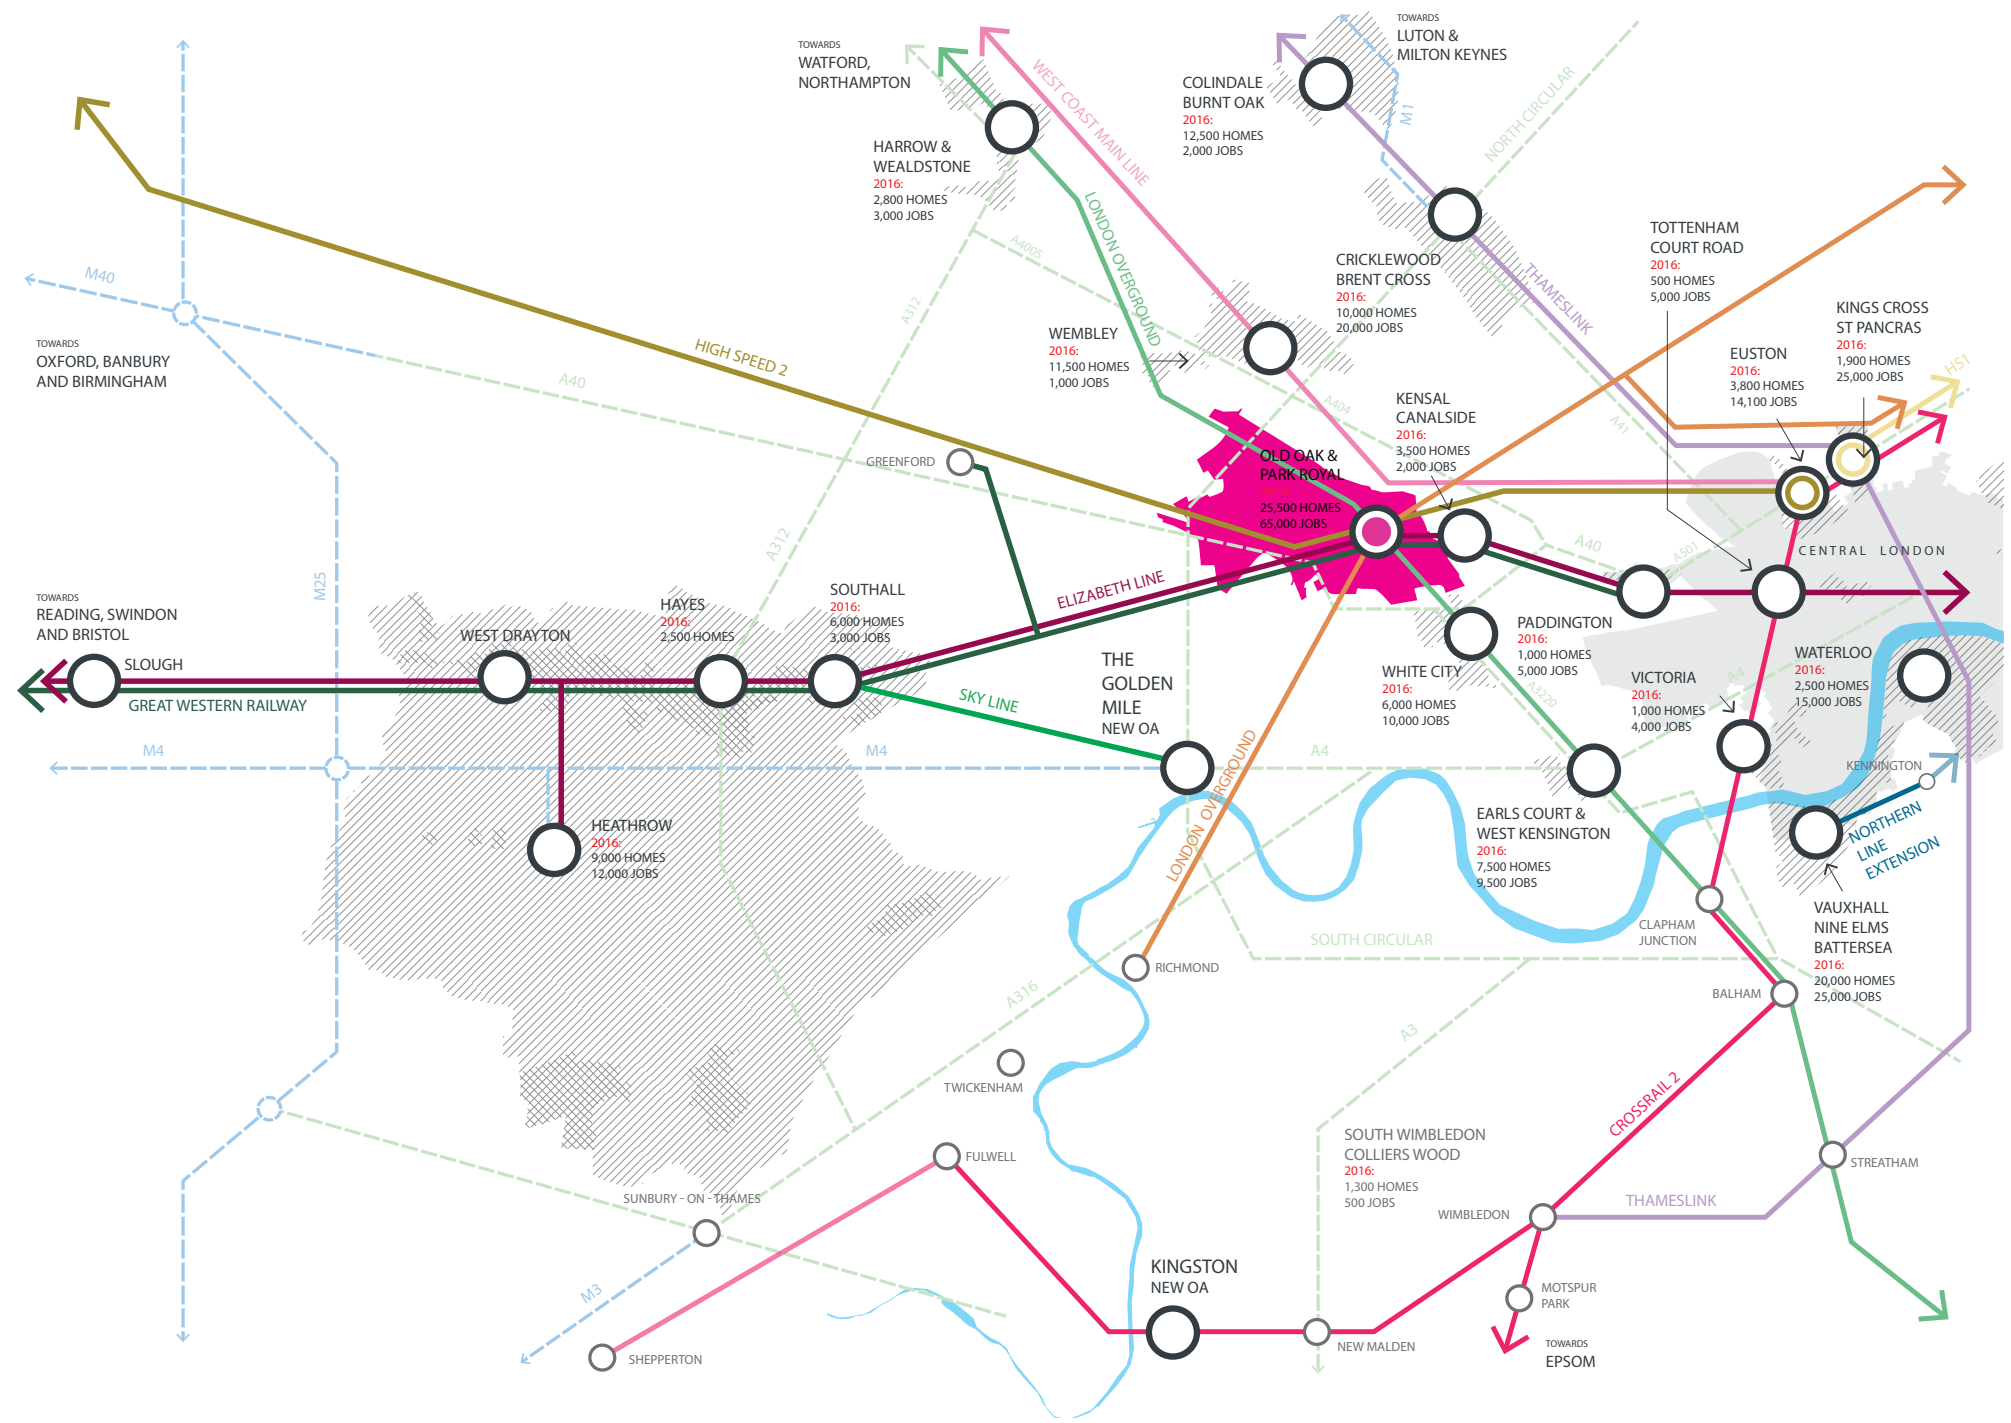 TOWARDS
WATFORD,
NORTHAMPTON
WEST COAST MAIN LINE
TOWARDS
LUTON &
MILTON KEYNES
COLINDALE
BURNT OAK
2016:
12,500 HOMES
2,000 JOBS
M1
NORTH CIRCULAR
HARROW &
WEALDSTONE
2016:
2,800 HOMES
3,000 JOBS
LONDON OVERGROUND
A4005
A312
M40
TOWARDS
OXFORD, BANBURY
AND BIRMINGHAM
HIGH SPEED 2
A40
WEMBLEY
2016:
11,500 HOMES
1,000 JOBS
CRICKLEWOOD
BRENT CROSS
2016:
10,000 HOMES
20,000 JOBS
THAMESLINK
TOTTENHAM
COURT ROAD
2016:
500 HOMES
5,000 JOBS
KINGS CROSS
ST PANCRAS
2016:
1,900 HOMES
25,000 JOBS
EUSTON
2016:
3,800 HOMES
14,100 JOBS
HS1
A404
A41
KENSAL
CANALSIDE
2016:
3,500 HOMES
2,000 JOBS
OLD OAK &
PARK ROYAL
2016:
25,500 HOMES
65,000 JOBS
GREENFORD
A312
A40
A501
CENTRAL LONDON
M25
TOWARDS
READING, SWINDON
AND BRISTOL
SLOUGH
GREAT WESTERN RAILWAY
WEST DRAYTON
HAYES
2016:
2,500 HOMES
SOUTHALL
2016:
6,000 HOMES
3,000 JOBS
ELIZABETH LINE
SKY LINE
THE
GOLDEN
MILE
NEW OA
WHITE CITY
2016:
6,000 HOMES
10,000 JOBS
PADDINGTON
2016:
1,000 HOMES
5,000 JOBS
A3220
VICTORIA
2016:
1,000 HOMES
4,000 JOBS
A4
WATERLOO
2016:
2,500 HOMES
15,000 JOBS
M4
M4
A4
KENNINGTON
HEATHROW
2016:
9,000 HOMES
12,000 JOBS
LONDON OVERGROUND
EARLS COURT &
WEST KENSINGTON
2016:
7,500 HOMES
9,500 JOBS
NORTHERN
LINE
EXTENSION
VAUXHALL
NINE ELMS
BATTERSEA
2016:
20,000 HOMES
25,000 JOBS
CLAPHAM
JUNCTION
SOUTH CIRCULAR
RICHMOND
A316
BALHAM
A3
TWICKENHAM
CROSSRAIL 2
SOUTH WIMBLEDON
COLLIERS WOOD
2016:
1,300 HOMES
500 JOBS
FULWELL
STREATHAM
SUNBURY - ON - THAMES
WIMBLEDON
THAMESLINK
KINGSTON
NEW OA
M3
MOTSPUR
PARK
SHEPPERTON
NEW MALDEN
TOWARDS
EPSOM